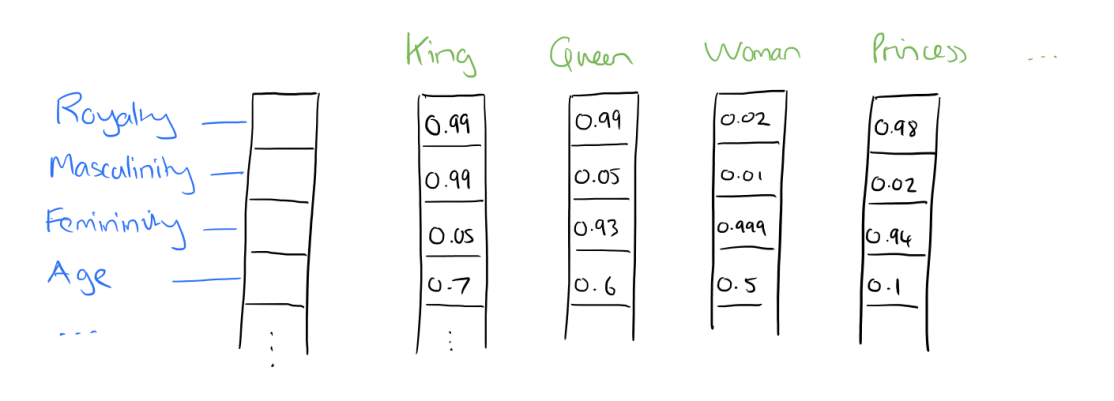 King Queen Woman Princess ...
Royalty 0.99 0.99 0.02 0.98
Masculinity 0.99 0.05 0.01 0.02
Femininity 0.05 0.93 0.999 0.94
Age 0.7 0.6 0.5 0.1
...